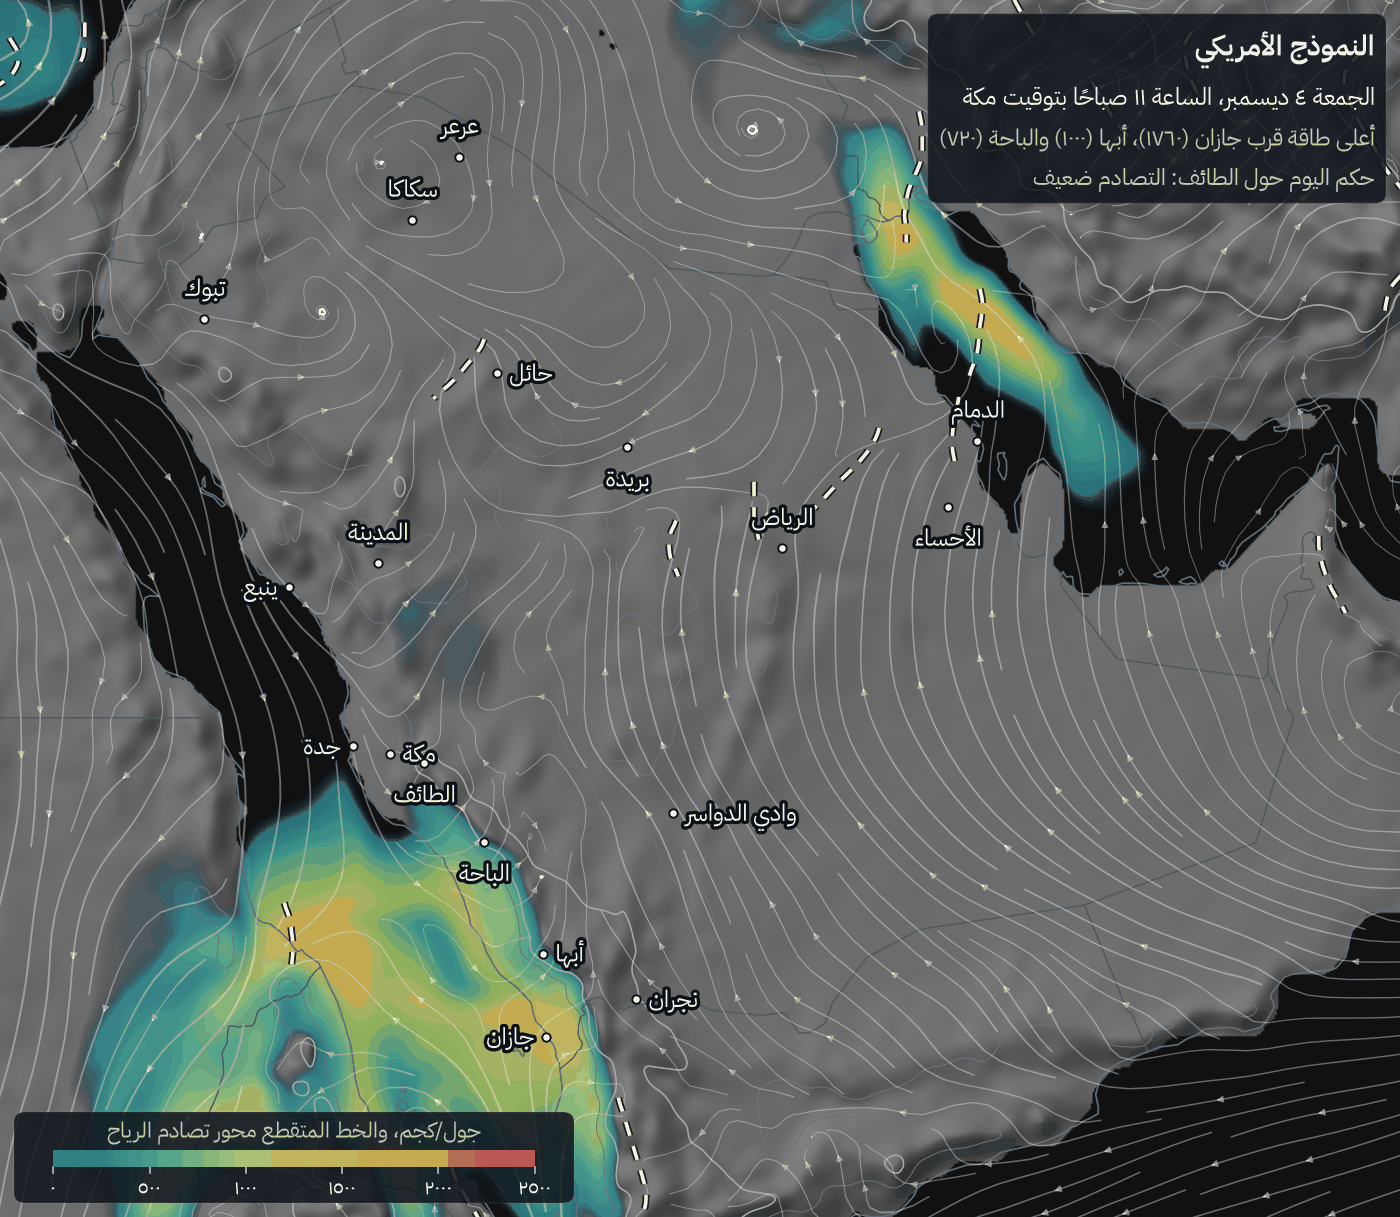 النموذج الأمريكي
الجمعة ٤ ديسمبر، الساعة ١١ صباحًا بتوقيت مكة
أعلى طاقة قرب جازان (١٧٦٠)، أبها (١٠٠٠) والباحة (٧٢٠)
حكم اليوم حول الطائف: التصادم ضعيف
عرعر
سكاكا
تبوك
حائل
الدمام
بريدة
الرياض
الأحساء
المدينة
ينبع
جدة
مكة
الطائف
وادي الدواسر
الباحة
أبها
نجران
جازان
جول/كجم، والخط المتقطع محور تصادم الرياح
٠ ٥٠٠ ١٠٠٠ ١٥٠٠ ٢٠٠٠ ٢٥٠٠